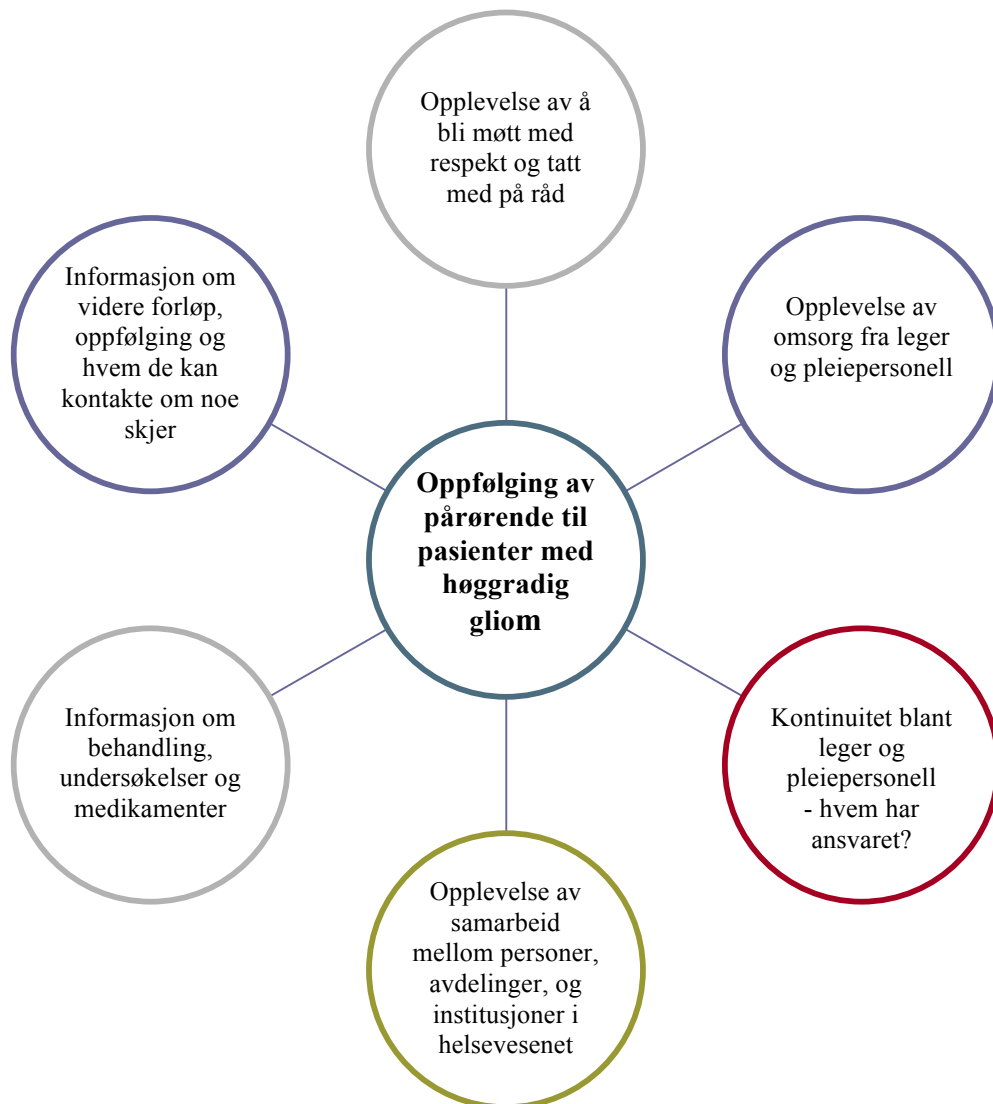 Opplevelse av å
bli møtt med
respekt og tatt
med på råd
Informasjon om
videre forløp,
oppfølging og
hvem de kan
kontakte om noe
skjer
Opplevelse av
omsorg fra leger
og pleiepersonell
Oppfølging av
pårørende til
pasienter med
høggradig
gliom
Informasjon om
behandling,
undersøkelser og
medikamenter
Kontinuitet blant
leger og
pleiepersonell
- hvem har
ansvaret?
Opplevelse av
samarbeid
mellom personer,
avdelinger, og
institusjoner i
helsevesenet